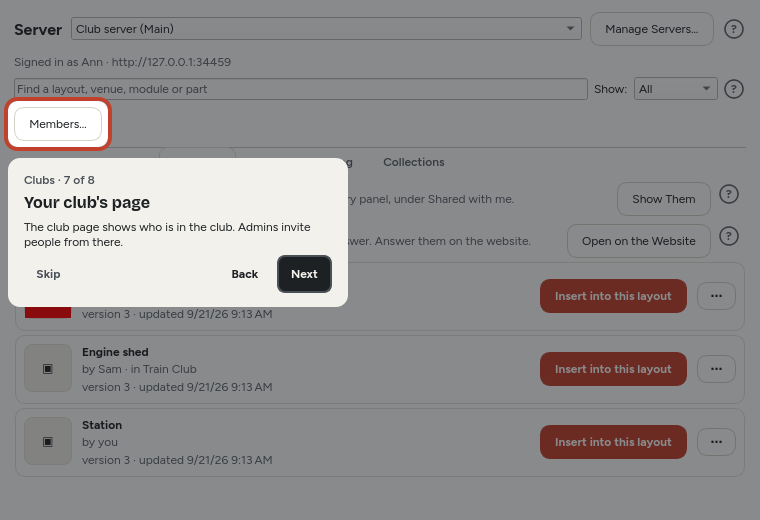 Server
Club server (Main)
Manage Servers...
?
Signed in as Ann · http://127.0.0.1:34459
Find a layout, venue, module or part
Show:
All
?
Members...
g
Collections
Clubs · 7 of 8
Your club's page
The club page shows who is in the club. Admins invite
people from there.
Skip
Back
Next
ry panel, under Shared with me.
Show Them
?
swer. Answer them on the website.
Open on the Website
?
version 3 · updated 9/21/26 9:13 AM
Insert into this layout
...
Engine shed
by Sam · in Train Club
version 3 · updated 9/21/26 9:13 AM
Insert into this layout
...
Station
by you
version 3 · updated 9/21/26 9:13 AM
Insert into this layout
...